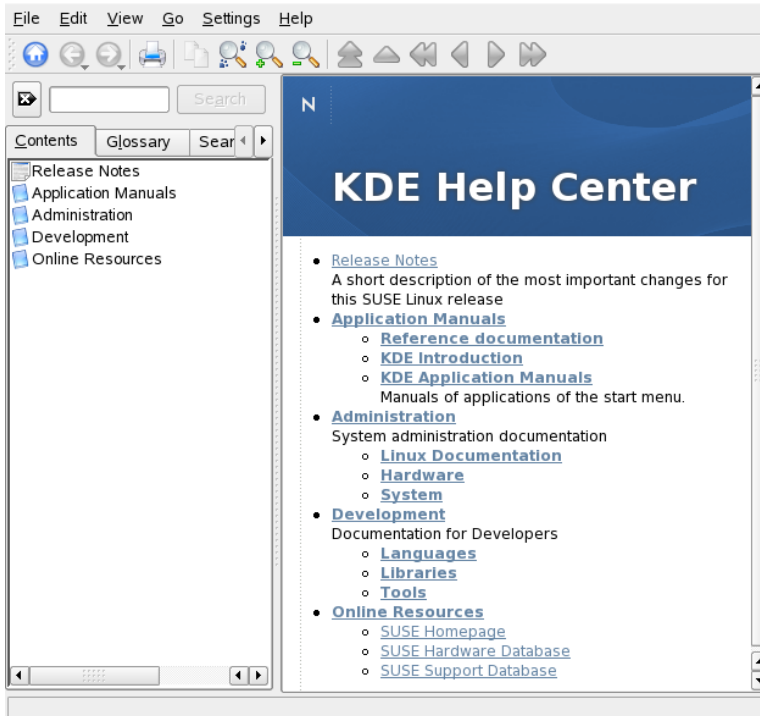 File Edit View Go Settings Help
Search
Contents Glossary Sear
Release Notes
Application Manuals
Administration
Development
Online Resources
N
KDE Help Center
Release Notes
A short description of the most important changes for
this SUSE Linux release
Application Manuals
Reference documentation
KDE Introduction
KDE Application Manuals
Manuals of applications of the start menu.
Administration
System administration documentation
Linux Documentation
Hardware
System
Development
Documentation for Developers
Languages
Libraries
Tools
Online Resources
SUSE Homepage
SUSE Hardware Database
SUSE Support Database